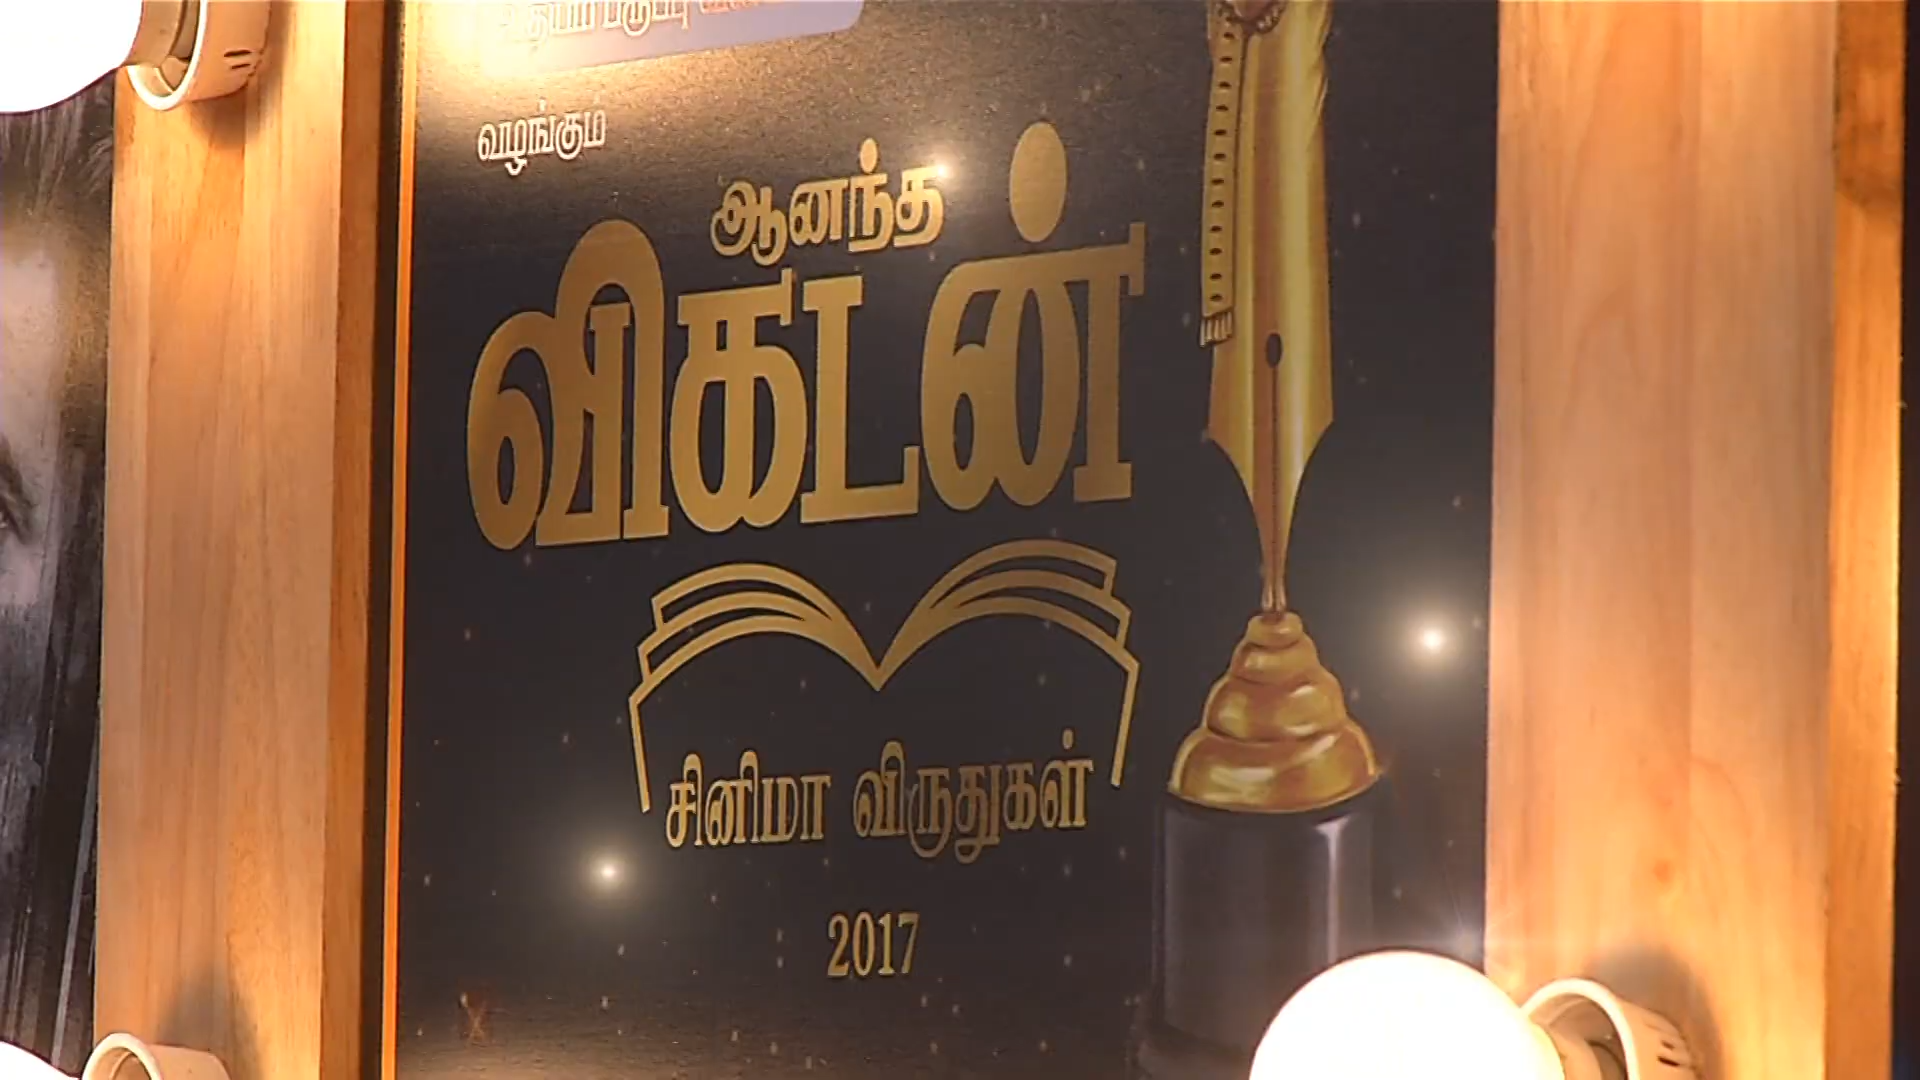 வழங்கும்
ஆனந்த
விகடன்
சினிமா விருதுகள்
2017